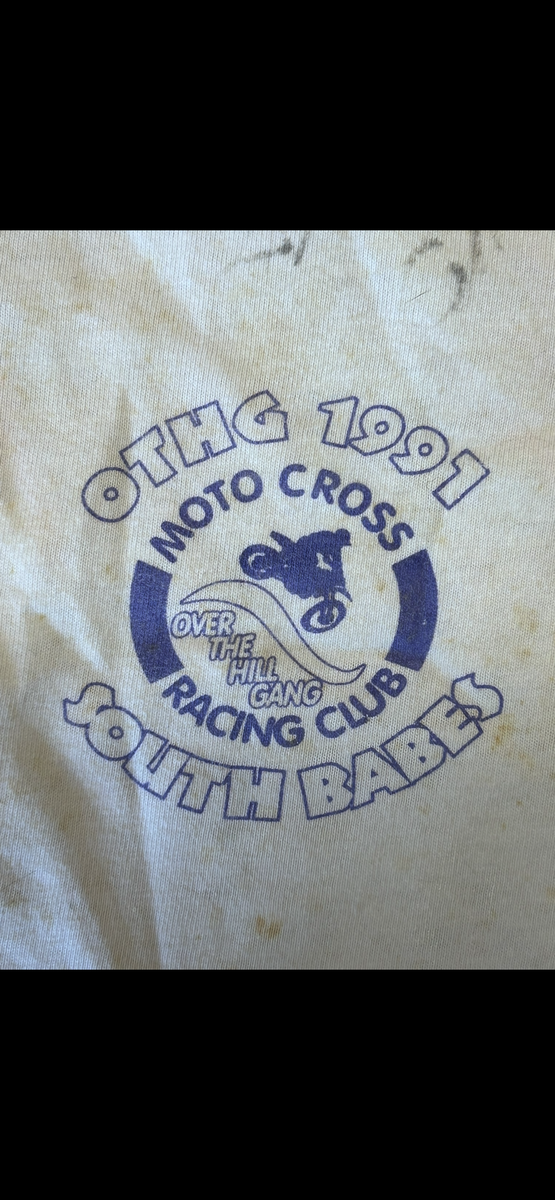 OTHG 1991
MOTO CROSS
OVER
THE
HILL
GANG
RACING CLUB
SOUTH BABES